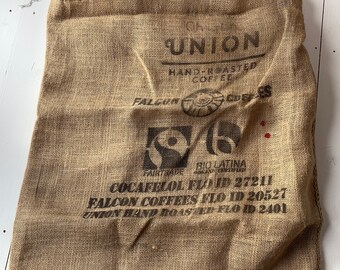 UNION
HAND-ROASTED
COFFEE
FALCON COFFEES
FAIRTRADE BIO LATINA
COCAFELOL FLO ID 27211
FALCON COFFEES FLO ID 20527
UNION HAND ROASTED FLO ID 2401